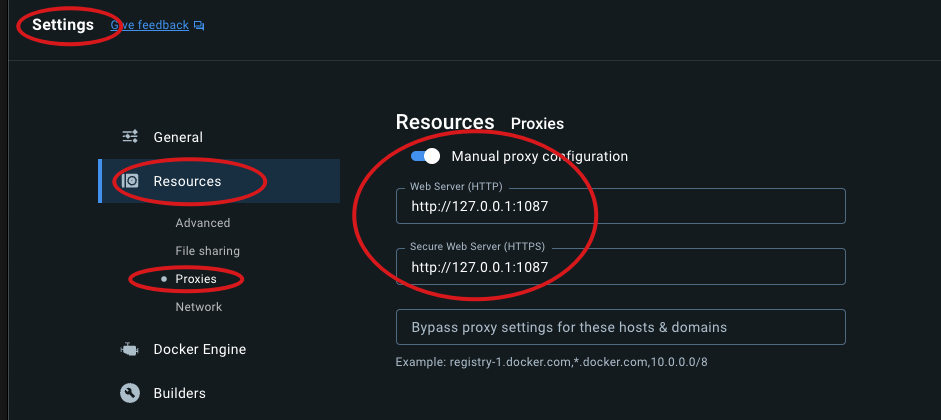 Settings Give feedback
Resources Proxies
General
Manual proxy configuration
Resources
Web Server (HTTP)
http://127.0.0.1:1087
Advanced
File sharing
Secure Web Server (HTTPS)
http://127.0.0.1:1087
Proxies
Network
Bypass proxy settings for these hosts & domains
Docker Engine
Example: registry-1.docker.com,*.docker.com,10.0.0.0/8
Builders